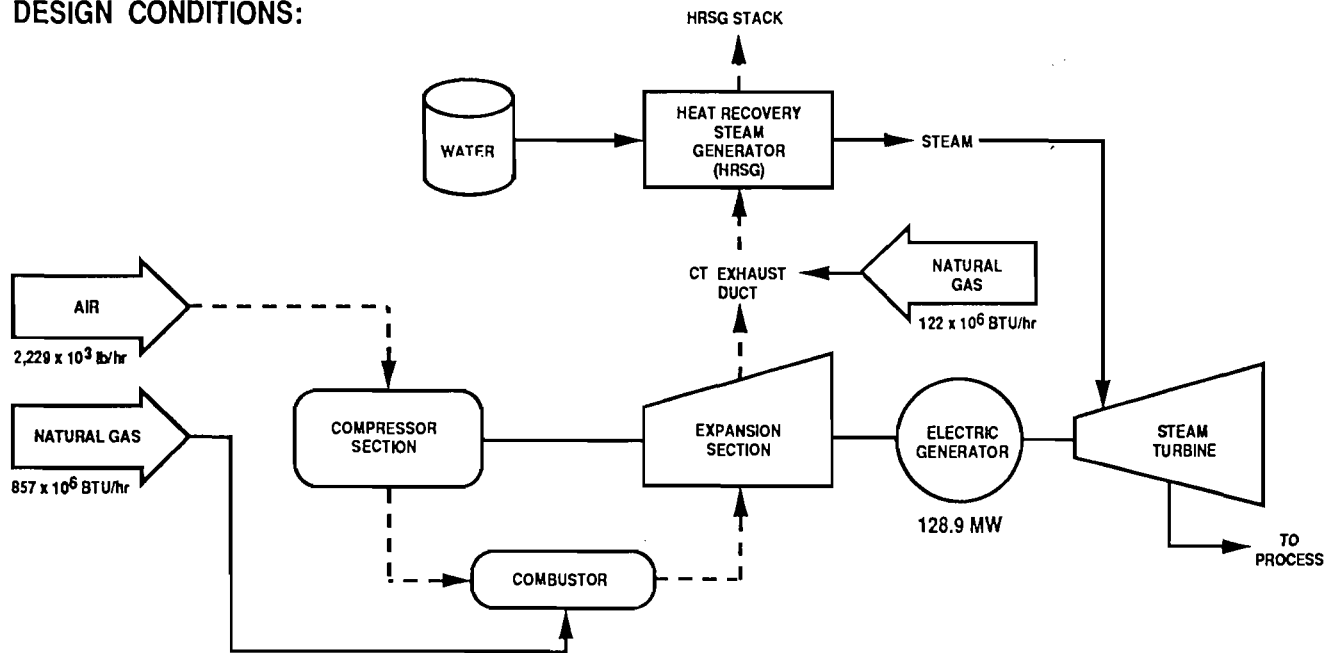 DESIGN CONDITIONS:
HRSG STACK
HEAT RECOVERY
STEAM
GENERATOR
(HRSG)
WATER
STEAM
AIR
2,229 x 10³ lb/hr
CT EXHAUST
DUCT
NATURAL
GAS
122 x 10⁶ BTU/hr
NATURAL GAS
857 x 10⁶ BTU/hr
COMPRESSOR
SECTION
EXPANSION
SECTION
ELECTRIC
GENERATOR
128.9 MW
STEAM
TURBINE
COMBUSTOR
TO
PROCESS